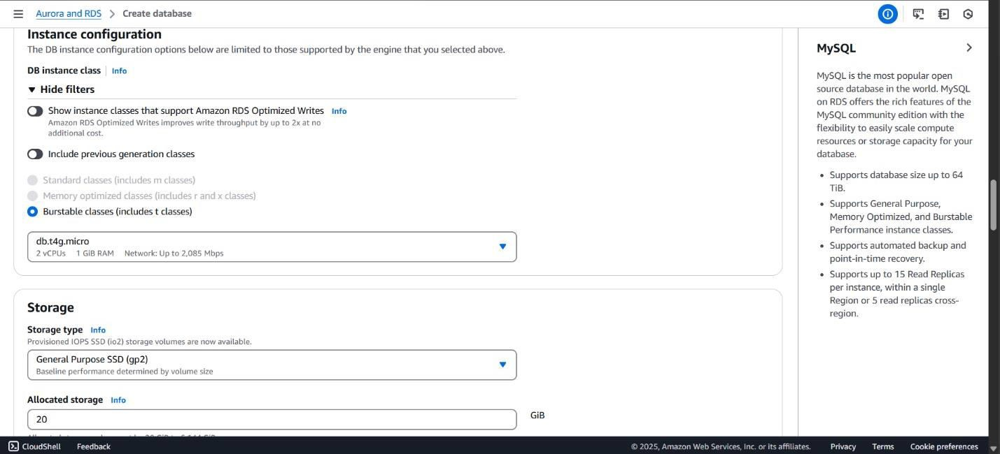 Aurora and RDS > Create database
Instance configuration
The DB instance configuration options below are limited to those supported by the engine that you selected above.
DB instance class | Info
Hide filters
Show instance classes that support Amazon RDS Optimized Writes Info
Amazon RDS Optimized Writes improves write throughput by up to 2x at no
additional cost.
Include previous generation classes
Standard classes (includes m classes)
Memory optimized classes (includes r and x classes)
Burstable classes (includes t classes)
db.t4g.micro
2 vCPUs 1 GiB RAM Network: Up to 2,085 Mbps
Storage
Storage type Info
Provisioned IOPS SSD (io2) storage volumes are now available.
General Purpose SSD (gp2)
Baseline performance determined by volume size
Allocated storage Info
20
GiB
MySQL
MySQL is the most popular open
source database in the world. MySQL
on RDS offers the rich features of the
MySQL community edition with the
flexibility to easily scale compute
resources or storage capacity for your
database.
• Supports database size up to 64
TiB.
• Supports General Purpose,
Memory Optimized, and Burstable
Performance instance classes.
• Supports automated backup and
point-in-time recovery.
• Supports up to 15 Read Replicas
per instance, within a single
Region or 5 read replicas cross-
region.
CloudShell Feedback © 2025, Amazon Web Services, Inc. or its affiliates. Privacy Terms Cookie preferences